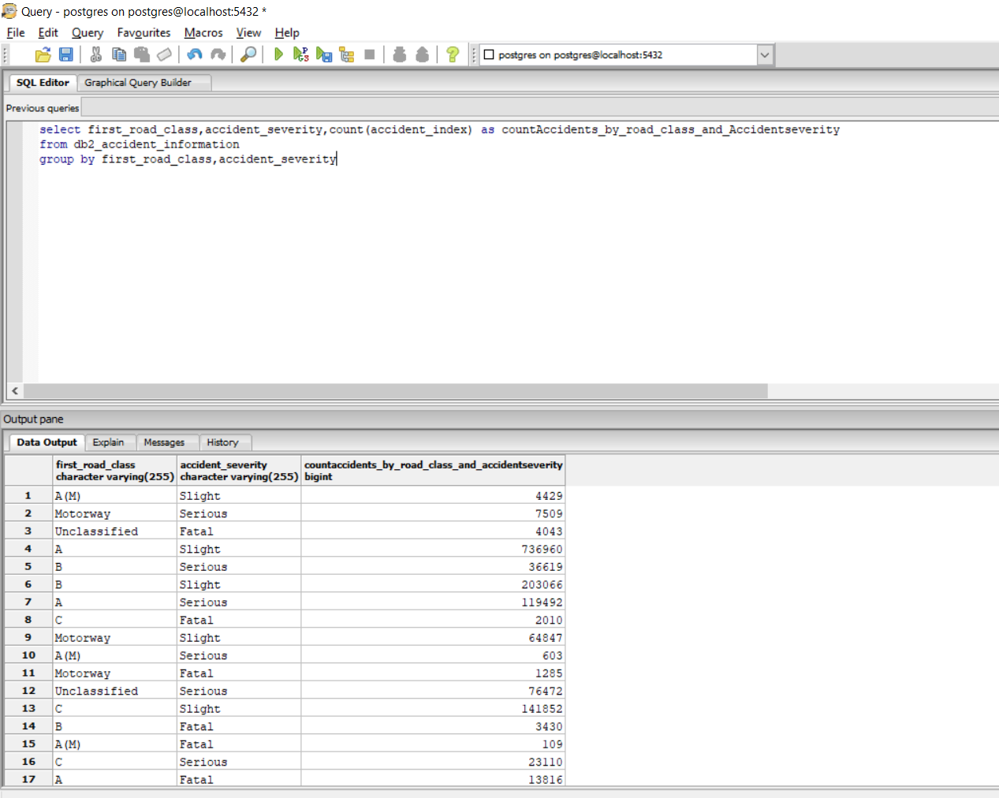 Query - postgres on postgres@localhost:5432 *
File Edit Query Favourites Macros View Help
postgres on postgres@localhost:5432
SQL Editor Graphical Query Builder
Previous queries
select first_road_class,accident_severity,count(accident_index) as countAccidents_by_road_class_and_Accidentseverity
from db2_accident_information
group by first_road_class,accident_severity
Output pane
Data Output Explain Messages History
first_road_class accident_severity countaccidents_by_road_class_and_accidentseverity
character varying(255) character varying(255) bigint
1 A(M) Slight 4429
2 Motorway Serious 7509
3 Unclassified Fatal 4043
4 A Slight 736960
5 B Serious 36619
6 B Slight 203066
7 A Serious 119492
8 C Fatal 2010
9 Motorway Slight 64847
10 A(M) Serious 603
11 Motorway Fatal 1285
12 Unclassified Serious 76472
13 C Slight 141852
14 B Fatal 3430
15 A(M) Fatal 109
16 C Serious 23110
17 A Fatal 13816